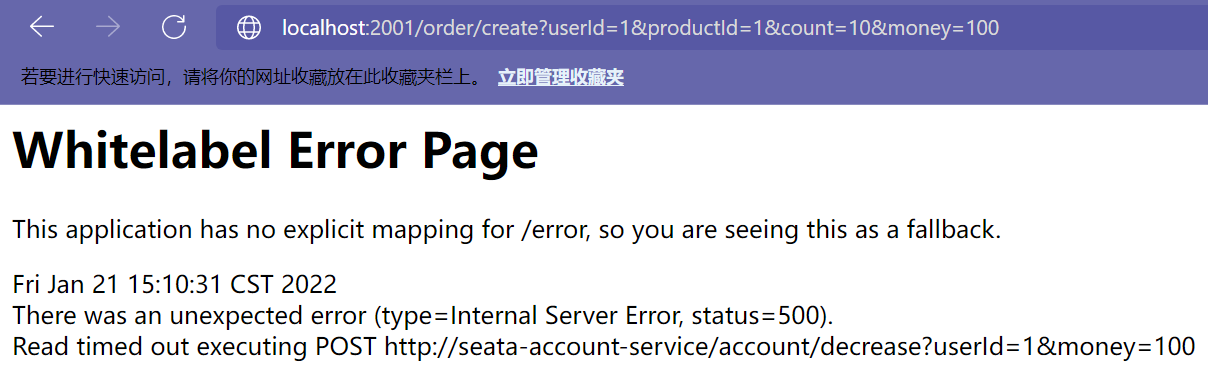 localhost:2001/order/create?userId=1&productId=1&count=10&money=100
若要进行快速访问，请将你的网址收藏放在此收藏夹栏上。 立即管理收藏夹
Whitelabel Error Page
This application has no explicit mapping for /error, so you are seeing this as a fallback.
Fri Jan 21 15:10:31 CST 2022
There was an unexpected error (type=Internal Server Error, status=500).
Read timed out executing POST http://seata-account-service/account/decrease?userId=1&money=100